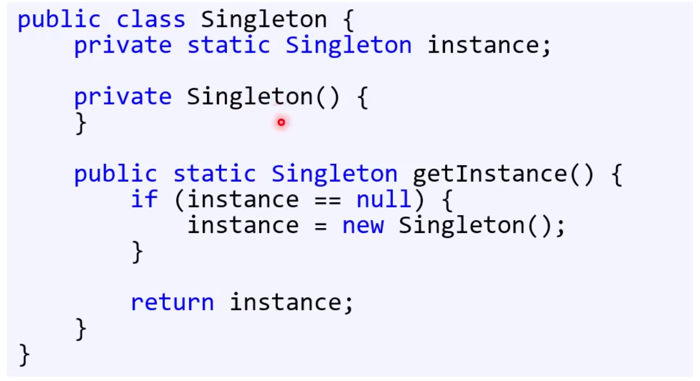 public class Singleton {
    private static Singleton instance;
    private Singleton() {
    }
    public static Singleton getInstance() {
        if (instance == null) {
            instance = new Singleton();
        }
        return instance;
    }
}